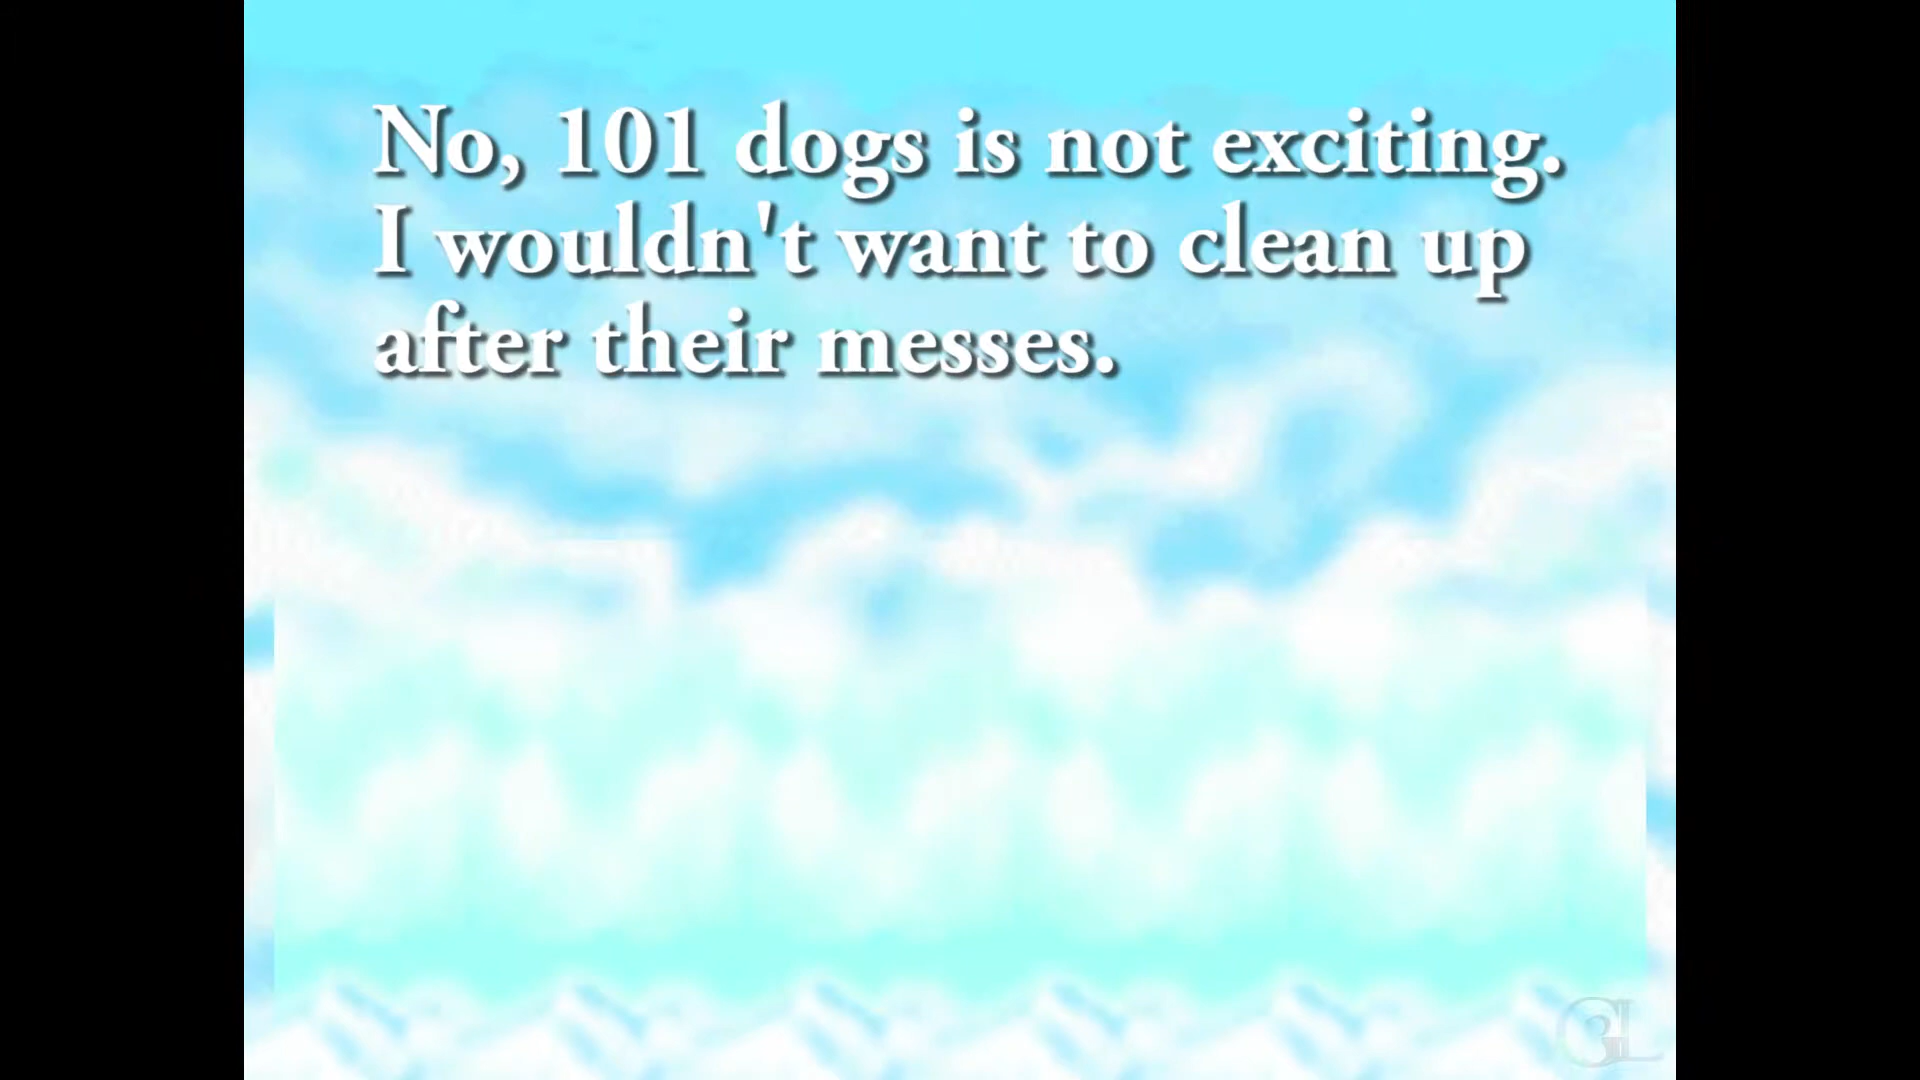 No, 101 dogs is not exciting.
I wouldn't want to clean up
after their messes.